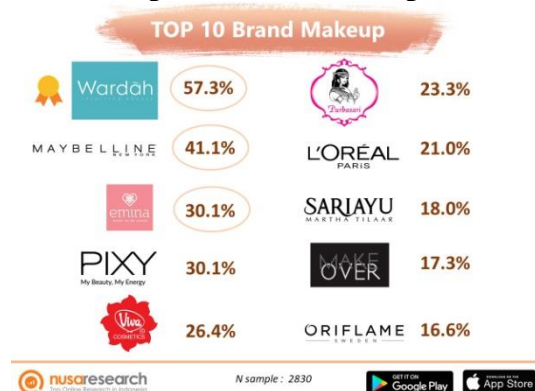 TOP 10 Brand Makeup
Wardah
57.3%
MAYBELLINE
NEW YORK
41.1%
emina
30.1%
PIXY
My Beauty, My Energy
30.1%
Viva
COSMETICS
26.4%
Purbasari
23.3%
L'ORÉAL
PARIS
21.0%
SARIAYU
MARTHA TILAAR
18.0%
MAKE
OVER
17.3%
ORIFLAME
SWEDEN
16.6%
nusaresearch
Top Online Research in Indonesia
N sample : 2830
GET IT ON
Google Play
Download on the
App Store